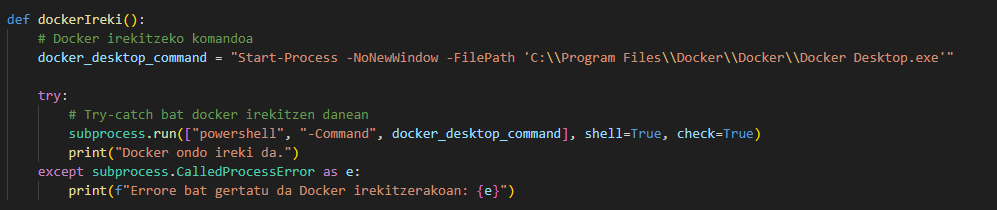 def dockerIreki():
    # Docker irekitzeko komandoa
    docker_desktop_command = "Start-Process -NoNewWindow -FilePath 'C:\\Program Files\\Docker\\Docker\\Docker Desktop.exe'"

    try:
        # Try-catch bat docker irekitzen danean
        subprocess.run(["powershell", "-Command", docker_desktop_command], shell=True, check=True)
        print("Docker ondo ireki da.")
    except subprocess.CalledProcessError as e:
        print(f"Errore bat gertatu da Docker irekitzerakoan: {e}")